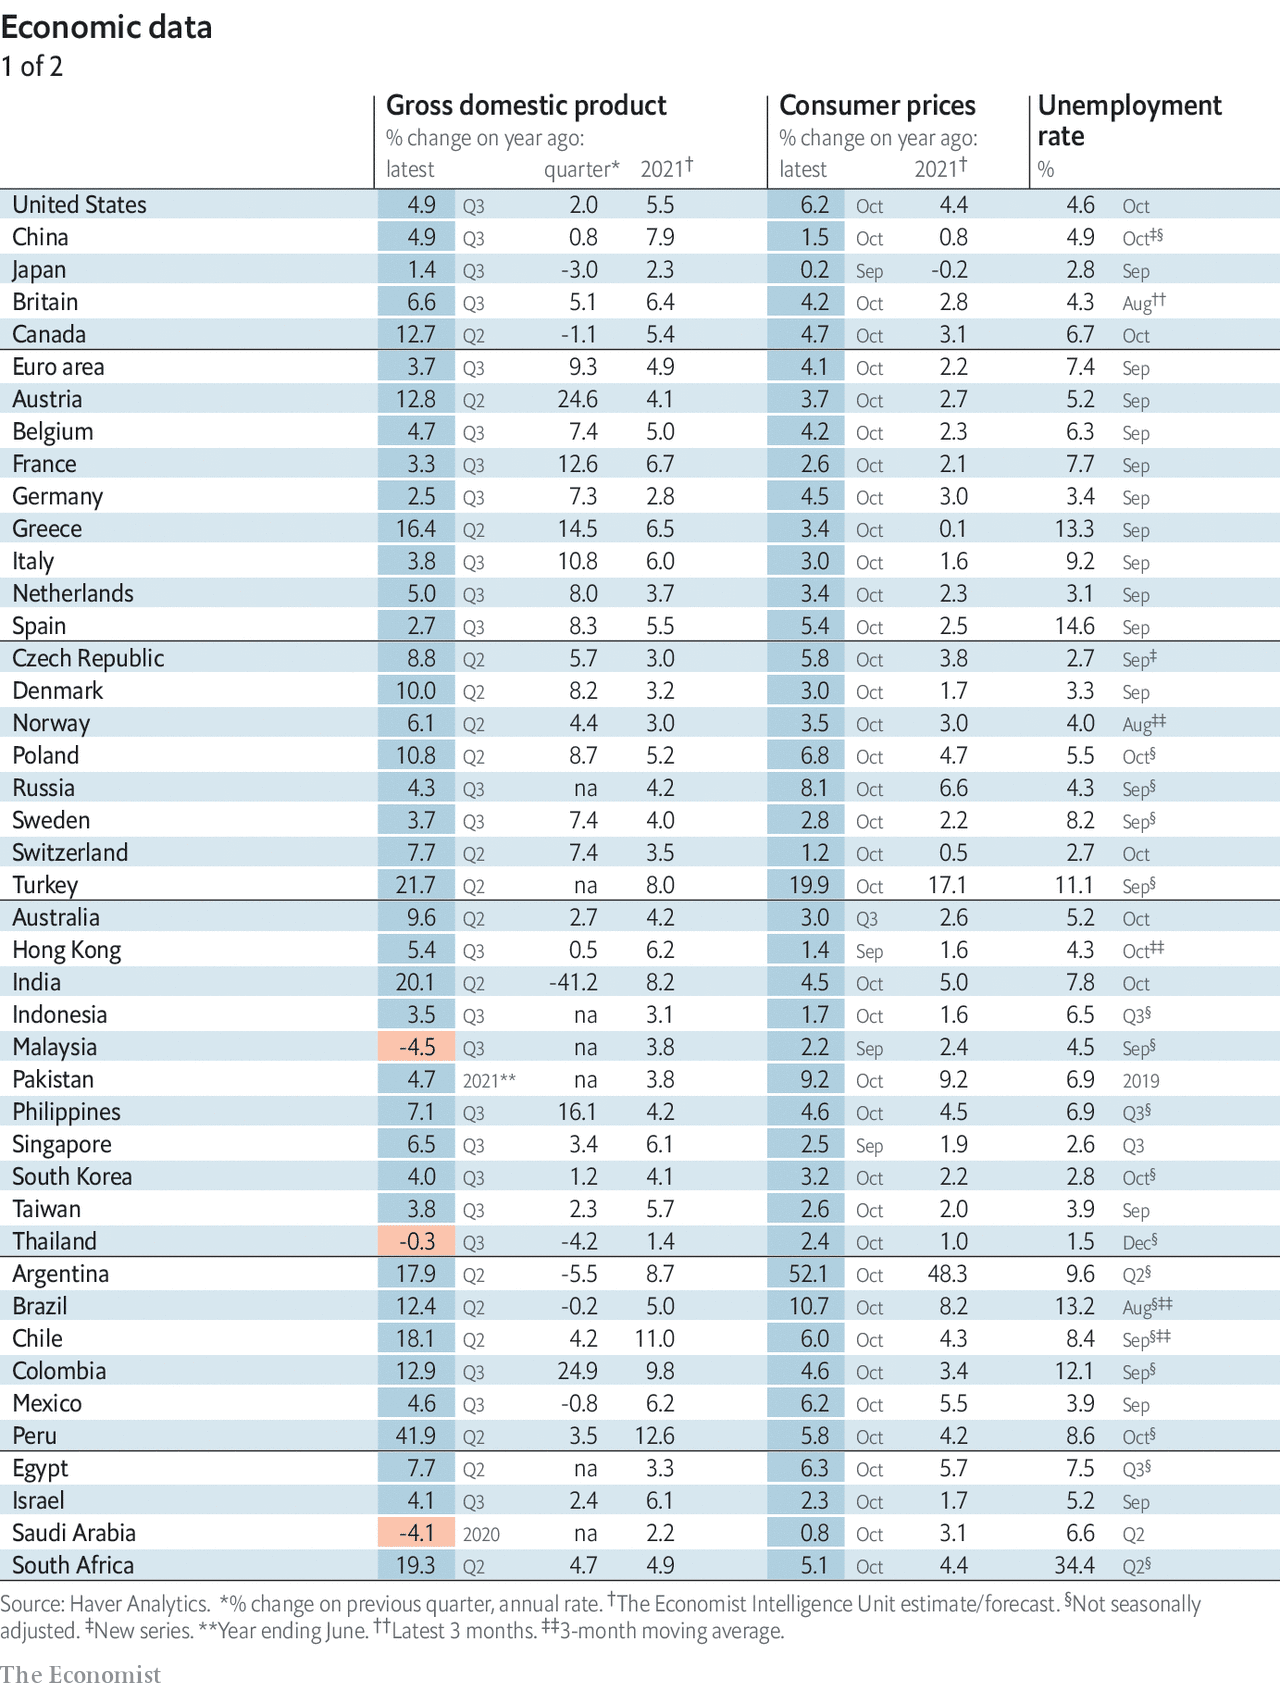 Economic data
1 of 2
Gross domestic product Consumer prices Unemployment
% change on year ago: % change on year ago: rate
latest quarter* 2021† latest 2021† %
United States 4.9 Q3 2.0 5.5 6.2 Oct 4.4 4.6 Oct
China 4.9 Q3 0.8 7.9 1.5 Oct 0.8 4.9 Oct‡§
Japan 1.4 Q3 -3.0 2.3 0.2 Sep -0.2 2.8 Sep
Britain 6.6 Q3 5.1 6.4 4.2 Oct 2.8 4.3 Aug††
Canada 12.7 Q2 -1.1 5.4 4.7 Oct 3.1 6.7 Oct
Euro area 3.7 Q3 9.3 4.9 4.1 Oct 2.2 7.4 Sep
Austria 12.8 Q2 24.6 4.1 3.7 Oct 2.7 5.2 Sep
Belgium 4.7 Q3 7.4 5.0 4.2 Oct 2.3 6.3 Sep
France 3.3 Q3 12.6 6.7 2.6 Oct 2.1 7.7 Sep
Germany 2.5 Q3 7.3 2.8 4.5 Oct 3.0 3.4 Sep
Greece 16.4 Q2 14.5 6.5 3.4 Oct 0.1 13.3 Sep
Italy 3.8 Q3 10.8 6.0 3.0 Oct 1.6 9.2 Sep
Netherlands 5.0 Q3 8.0 3.7 3.4 Oct 2.3 3.1 Sep
Spain 2.7 Q3 8.3 5.5 5.4 Oct 2.5 14.6 Sep
Czech Republic 8.8 Q2 5.7 3.0 5.8 Oct 3.8 2.7 Sep‡
Denmark 10.0 Q2 8.2 3.2 3.0 Oct 1.7 3.3 Sep
Norway 6.1 Q2 4.4 3.0 3.5 Oct 3.0 4.0 Aug‡‡
Poland 10.8 Q2 8.7 5.2 6.8 Oct 4.7 5.5 Oct§
Russia 4.3 Q3 na 4.2 8.1 Oct 6.6 4.3 Sep§
Sweden 3.7 Q3 7.4 4.0 2.8 Oct 2.2 8.2 Sep§
Switzerland 7.7 Q2 7.4 3.5 1.2 Oct 0.5 2.7 Oct
Turkey 21.7 Q2 na 8.0 19.9 Oct 17.1 11.1 Sep§
Australia 9.6 Q2 2.7 4.2 3.0 Q3 2.6 5.2 Oct
Hong Kong 5.4 Q3 0.5 6.2 1.4 Sep 1.6 4.3 Oct‡‡
India 20.1 Q2 -41.2 8.2 4.5 Oct 5.0 7.8 Oct
Indonesia 3.5 Q3 na 3.1 1.7 Oct 1.6 6.5 Q3§
Malaysia -4.5 Q3 na 3.8 2.2 Sep 2.4 4.5 Sep§
Pakistan 4.7 2021** na 3.8 9.2 Oct 9.2 6.9 2019
Philippines 7.1 Q3 16.1 4.2 4.6 Oct 4.5 6.9 Q3§
Singapore 6.5 Q3 3.4 6.1 2.5 Sep 1.9 2.6 Q3
South Korea 4.0 Q3 1.2 4.1 3.2 Oct 2.2 2.8 Oct§
Taiwan 3.8 Q3 2.3 5.7 2.6 Oct 2.0 3.9 Sep
Thailand -0.3 Q3 -4.2 1.4 2.4 Oct 1.0 1.5 Dec§
Argentina 17.9 Q2 -5.5 8.7 52.1 Oct 48.3 9.6 Q2§
Brazil 12.4 Q2 -0.2 5.0 10.7 Oct 8.2 13.2 Aug§‡‡
Chile 18.1 Q2 4.2 11.0 6.0 Oct 4.3 8.4 Sep§‡‡
Colombia 12.9 Q3 24.9 9.8 4.6 Oct 3.4 12.1 Sep§
Mexico 4.6 Q3 -0.8 6.2 6.2 Oct 5.5 3.9 Sep
Peru 41.9 Q2 3.5 12.6 5.8 Oct 4.2 8.6 Oct§
Egypt 7.7 Q2 na 3.3 6.3 Oct 5.7 7.5 Q3§
Israel 4.1 Q3 2.4 6.1 2.3 Oct 1.7 5.2 Sep
Saudi Arabia -4.1 2020 na 2.2 0.8 Oct 3.1 6.6 Q2
South Africa 19.3 Q2 4.7 4.9 5.1 Oct 4.4 34.4 Q2§
Source: Haver Analytics. *% change on previous quarter, annual rate. †The Economist Intelligence Unit estimate/forecast. §Not seasonally
adjusted. ‡New series. **Year ending June. ††Latest 3 months. ‡‡3-month moving average.
The Economist